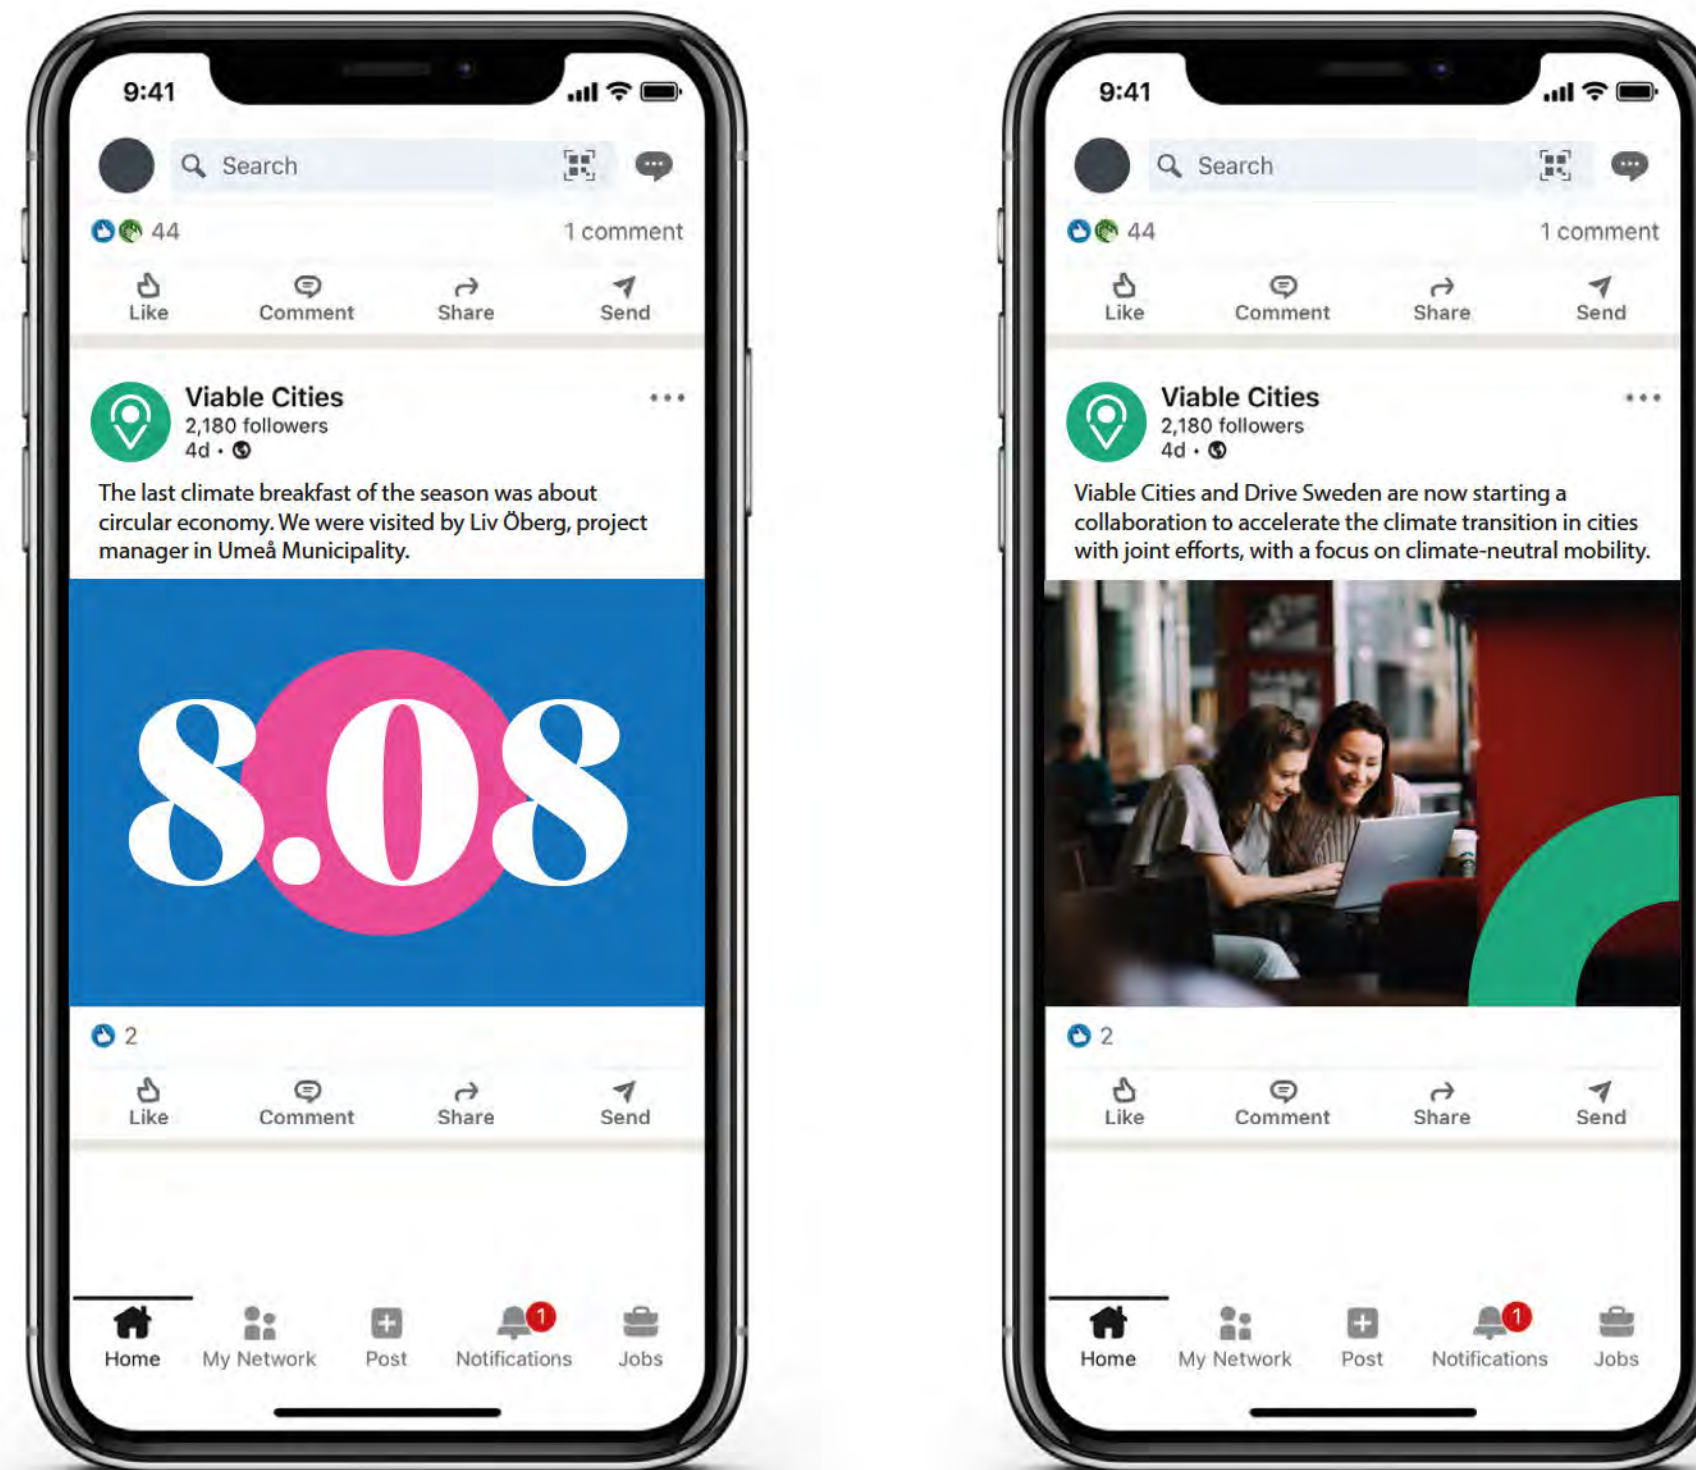 9:41
Search
44 1 comment
Like Comment Share Send
Viable Cities
2,180 followers
4d •
The last climate breakfast of the season was about
circular economy. We were visited by Liv Öberg, project
manager in Umeå Municipality.
8.08
2
Like Comment Share Send
1
Home My Network Post Notifications Jobs
9:41
Search
44 1 comment
Like Comment Share Send
Viable Cities
2,180 followers
4d •
Viable Cities and Drive Sweden are now starting a
collaboration to accelerate the climate transition in cities
with joint efforts, with a focus on climate-neutral mobility.
2
Like Comment Share Send
1
Home My Network Post Notifications Jobs